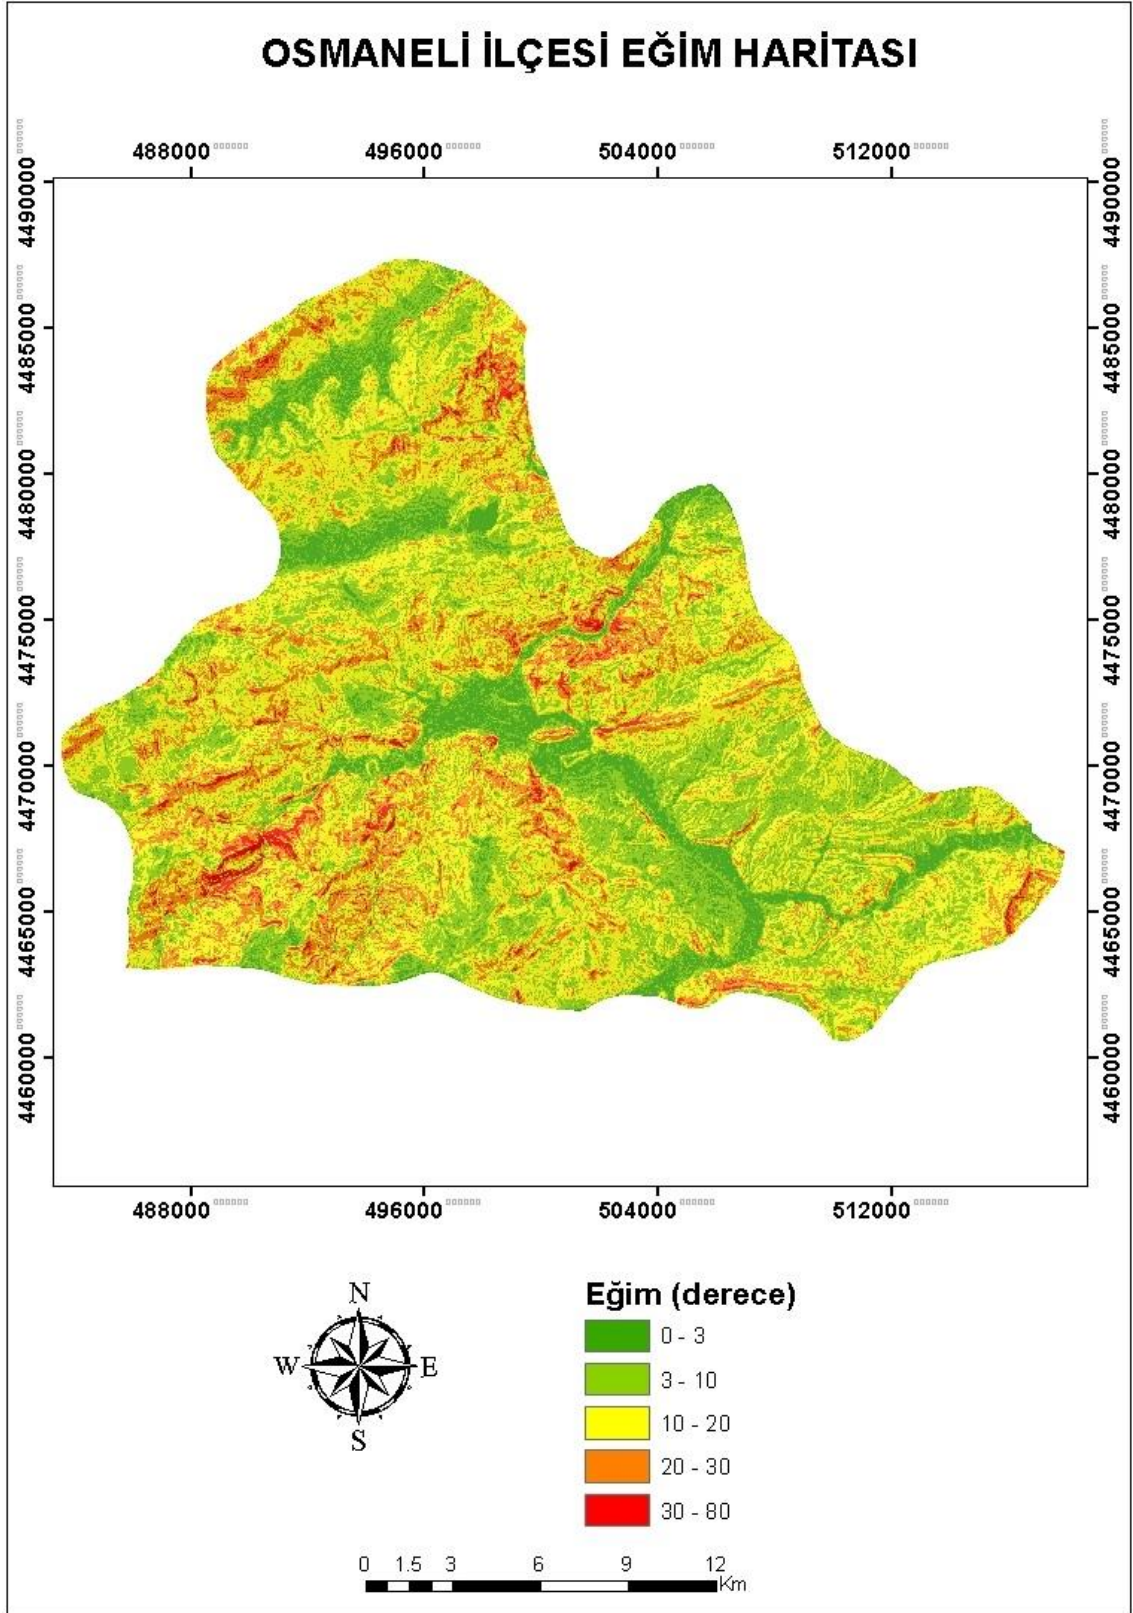 OSMANELİ İLÇESİ EĞİM HARİTASI
488000 496000 504000 512000
4490000 4490000
4485000 4485000
4480000 4480000
4475000 4475000
4470000 4470000
4465000 4465000
4460000 4460000
488000 496000 504000 512000
N
W E
S
Eğim (derece)
0 - 3
3 - 10
10 - 20
20 - 30
30 - 80
0 1.5 3 6 9 12
Km